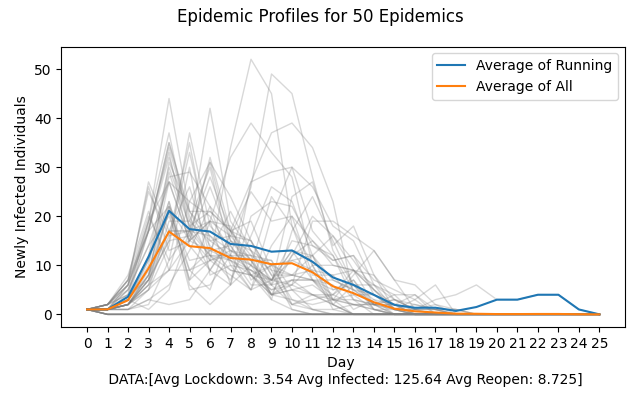 Epidemic Profiles for 50 Epidemics
Average of Running
Average of All
Newly Infected Individuals
50
40
30
20
10
0
0 1 2 3 4 5 6 7 8 9 10 11 12 13 14 15 16 17 18 19 20 21 22 23 24 25
Day
DATA:[Avg Lockdown: 3.54 Avg Infected: 125.64 Avg Reopen: 8.725]